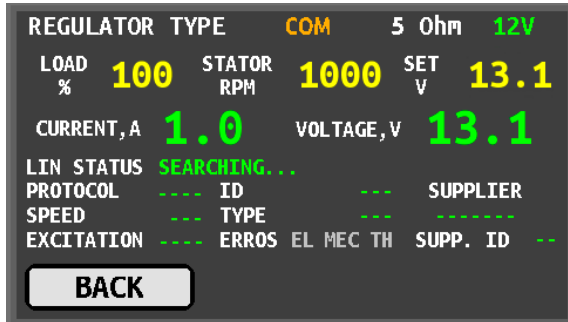 REGULATOR TYPE COM 5 Ohm 12V
LOAD % 100 STATOR RPM 1000 SET V 13.1
CURRENT,A 1.0 VOLTAGE,V 13.1
LIN STATUS SEARCHING...
PROTOCOL ---- ID --- SUPPLIER
SPEED --- TYPE --- -------
EXCITATION ---- ERROS EL MEC TH SUPP. ID --
BACK